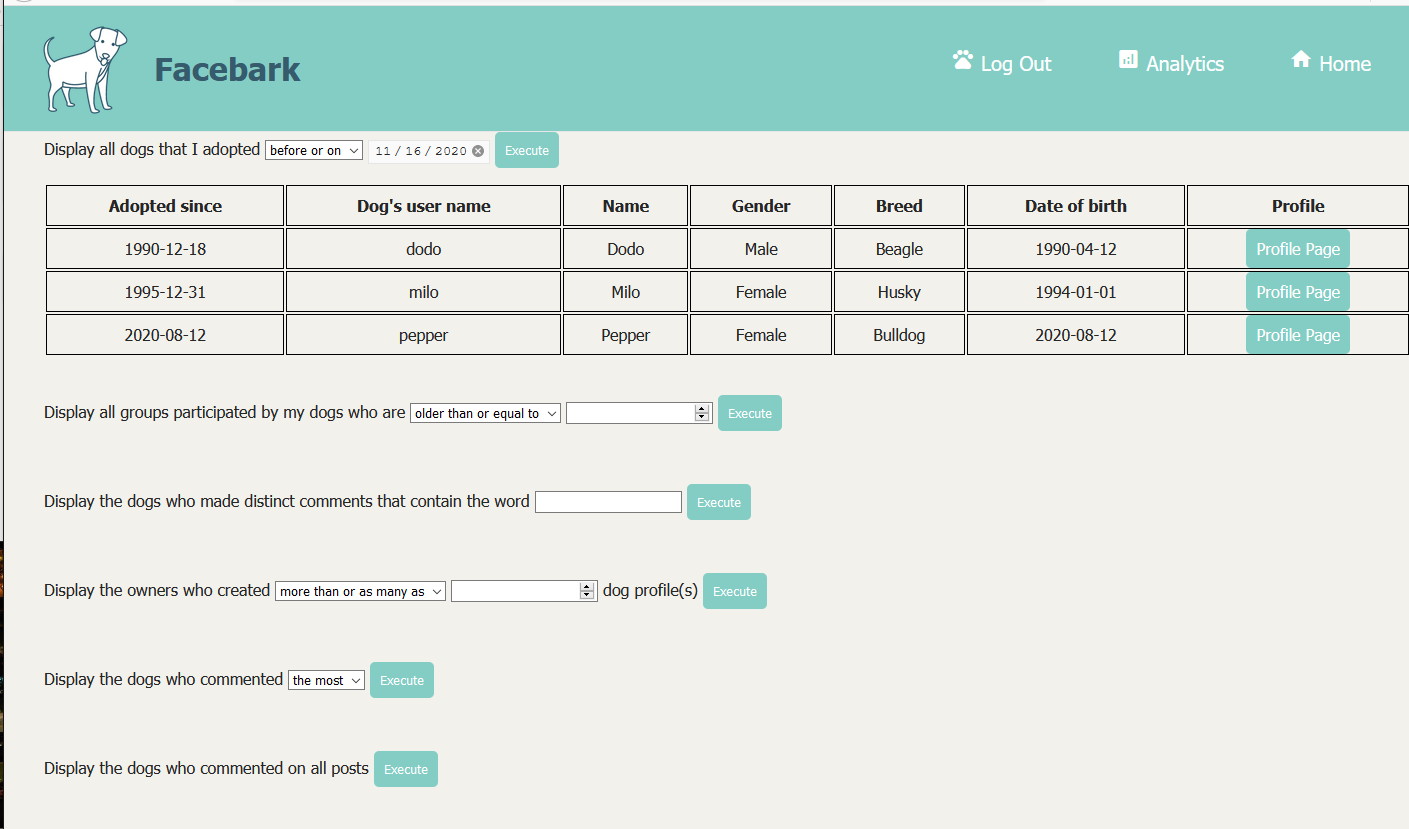 Facebark
Log Out Analytics Home
Display all dogs that I adopted before or on 11 / 16 / 2020 Execute
Adopted since Dog's user name Name Gender Breed Date of birth Profile
1990-12-18 dodo Dodo Male Beagle 1990-04-12 Profile Page
1995-12-31 milo Milo Female Husky 1994-01-01 Profile Page
2020-08-12 pepper Pepper Female Bulldog 2020-08-12 Profile Page
Display all groups participated by my dogs who are older than or equal to Execute
Display the dogs who made distinct comments that contain the word Execute
Display the owners who created more than or as many as dog profile(s) Execute
Display the dogs who commented the most Execute
Display the dogs who commented on all posts Execute